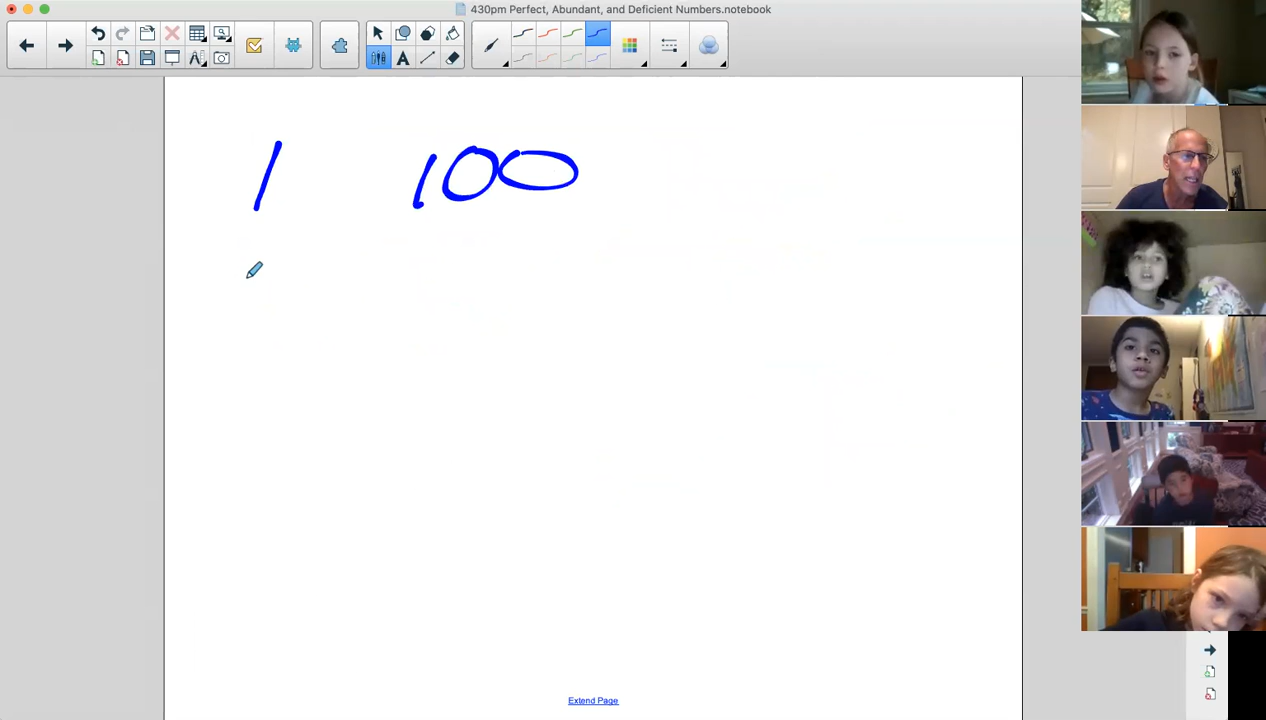 430pm Perfect, Abundant, and Deficient Numbers.notebook
A
1 100
Extend Page